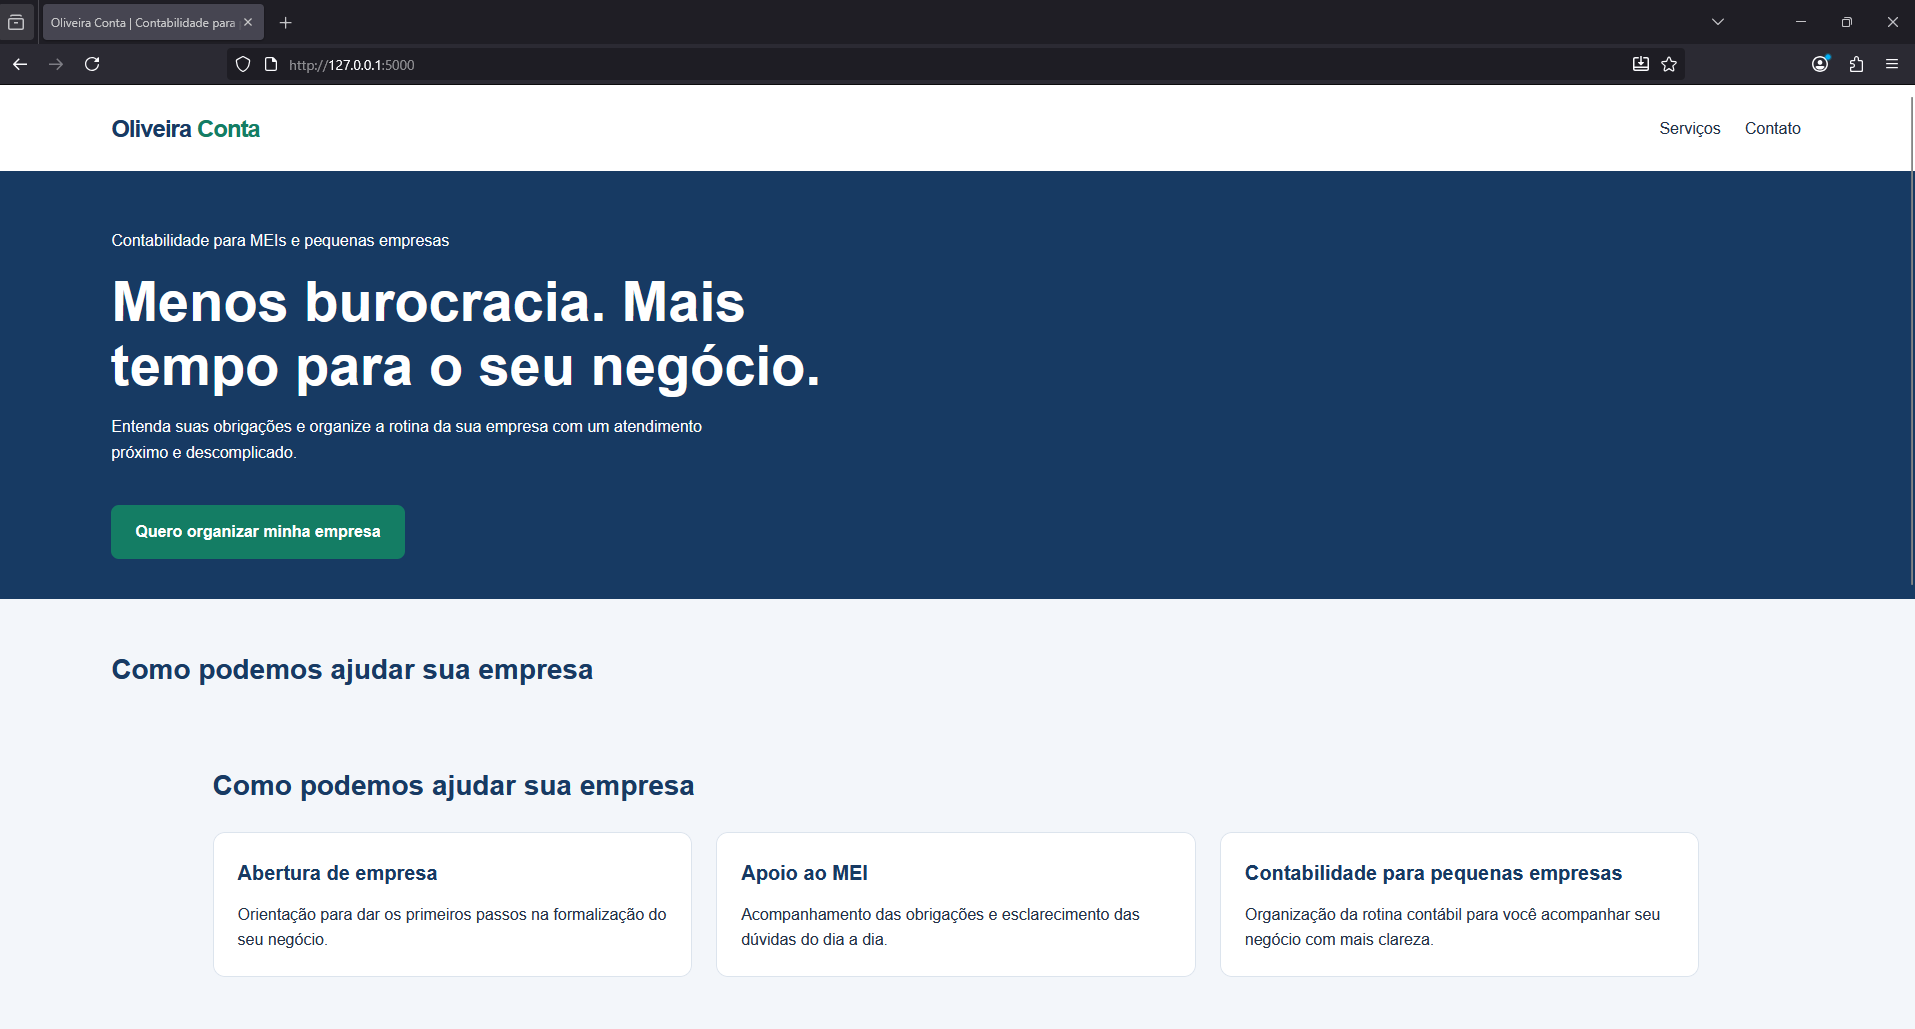 Oliveira Conta | Contabilidade para
http://127.0.0.1:5000
Oliveira Conta
Serviços
Contato
Contabilidade para MEIs e pequenas empresas
Menos burocracia. Mais
tempo para o seu negócio.
Entenda suas obrigações e organize a rotina da sua empresa com um atendimento
próximo e descomplicado.
Quero organizar minha empresa
Como podemos ajudar sua empresa
Como podemos ajudar sua empresa
Abertura de empresa
Orientação para dar os primeiros passos na formalização do
seu negócio.
Apoio ao MEI
Acompanhamento das obrigações e esclarecimento das
dúvidas do dia a dia.
Contabilidade para pequenas empresas
Organização da rotina contábil para você acompanhar seu
negócio com mais clareza.